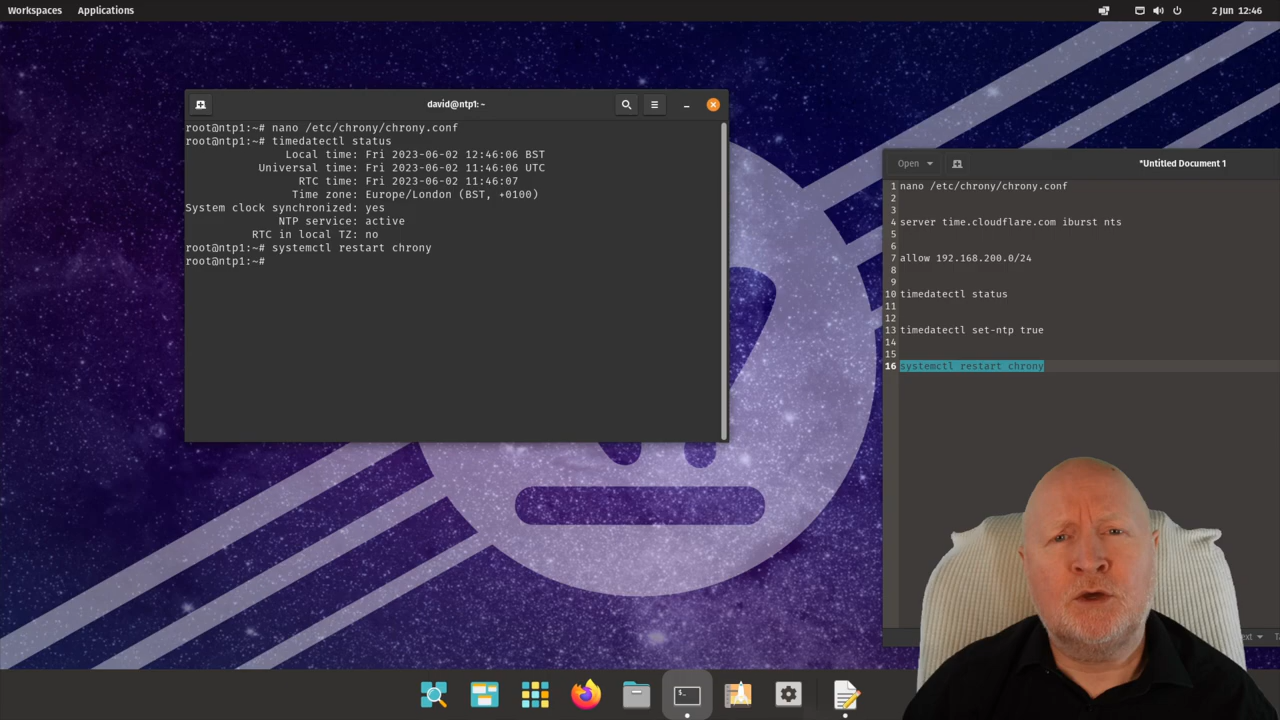 Workspaces Applications 2 Jun 12:46
david@ntp1: ~
root@ntp1:~# nano /etc/chrony/chrony.conf
root@ntp1:~# timedatectl status
Local time: Fri 2023-06-02 12:46:06 BST
Universal time: Fri 2023-06-02 11:46:06 UTC
RTC time: Fri 2023-06-02 11:46:07
Time zone: Europe/London (BST, +0100)
System clock synchronized: yes
NTP service: active
RTC in local TZ: no
root@ntp1:~# systemctl restart chrony
root@ntp1:~#
Open *Untitled Document 1
1 nano /etc/chrony/chrony.conf
2
3
4 server time.cloudflare.com iburst nts
5
6
7 allow 192.168.200.0/24
8
9
10 timedatectl status
11
12
13 timedatectl set-ntp true
14
15
16 systemctl restart chrony